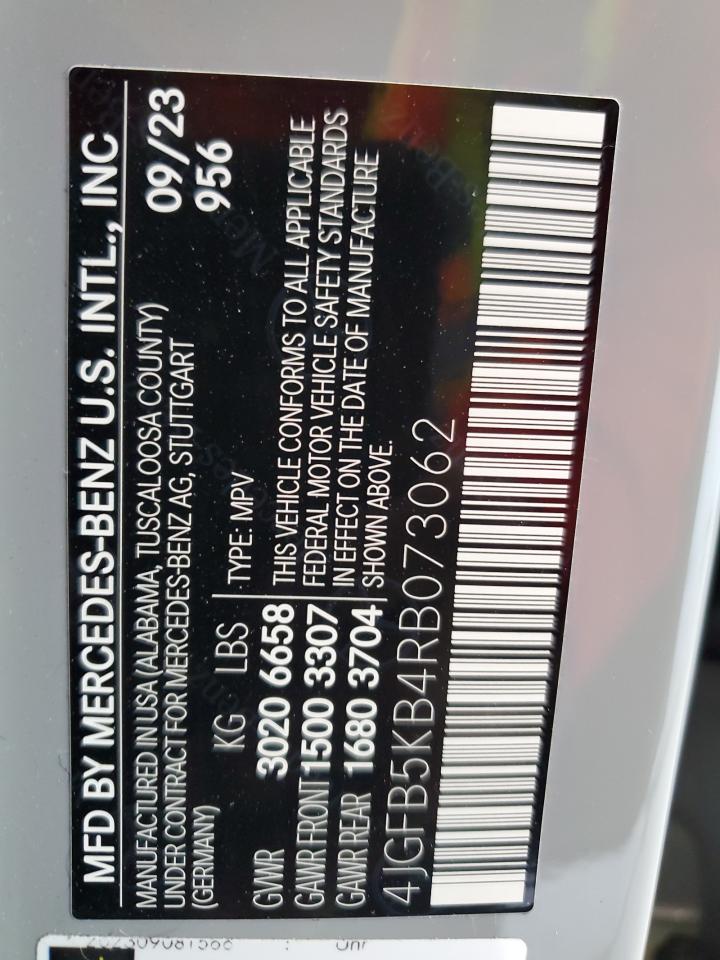 MFD BY MERCEDES-BENZ U.S. INTL., INC
MANUFACTURED IN USA (ALABAMA, TUSCALOOSA COUNTY)
UNDER CONTRACT FOR MERCEDES-BENZ AG, STUTTGART
(GERMANY)
09/23
956
KG LBS
GVWR 3020 6658
GAWR FRONT 1500 3307
GAWR REAR 1680 3704
TYPE: MPV
THIS VEHICLE CONFORMS TO ALL APPLICABLE
FEDERAL MOTOR VEHICLE SAFETY STANDARDS
IN EFFECT ON THE DATE OF MANUFACTURE
SHOWN ABOVE.
4JGFB5KB4RB073062